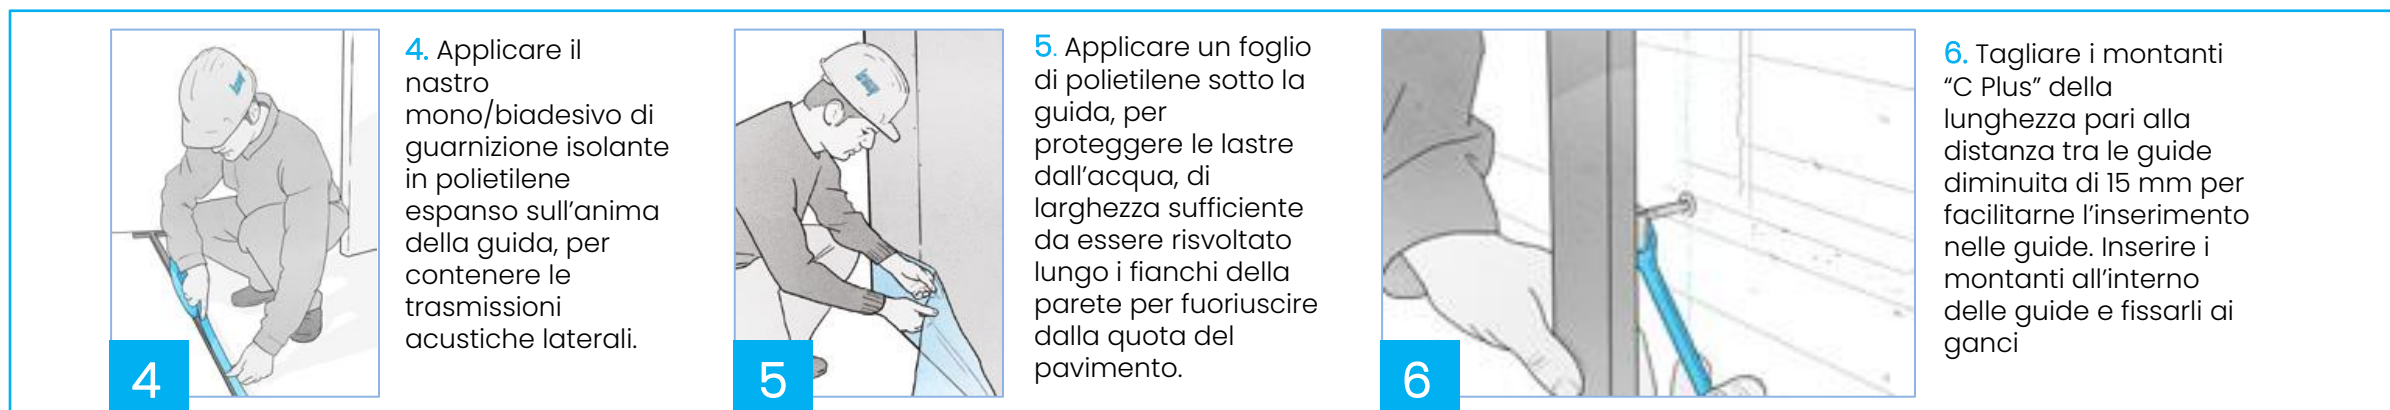 4. Applicare il
nastro
mono/biadesivo di
guarnizione isolante
in polietilene
espanso sull’anima
della guida, per
contenere le
trasmissioni
acustiche laterali.
4
5. Applicare un foglio
di polietilene sotto la
guida, per
proteggere le lastre
dall’acqua, di
larghezza sufficiente
da essere risvoltato
lungo i fianchi della
parete per fuoriuscire
dalla quota del
pavimento.
5
6. Tagliare i montanti
“C Plus” della
lunghezza pari alla
distanza tra le guide
diminuita di 15 mm per
facilitarne l’inserimento
nelle guide. Inserire i
montanti all’interno
delle guide e fissarli ai
ganci
6